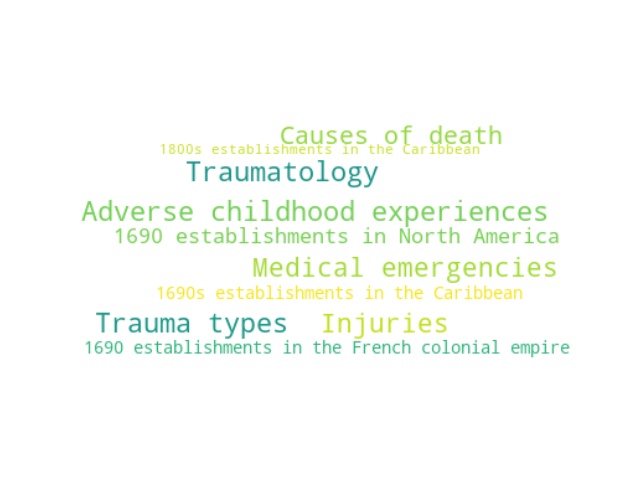 Causes of death
1800s establishments in the Caribbean
Traumatology
Adverse childhood experiences
1690 establishments in North America
Medical emergencies
1690s establishments in the Caribbean
Trauma types Injuries
1690 establishments in the French colonial empire